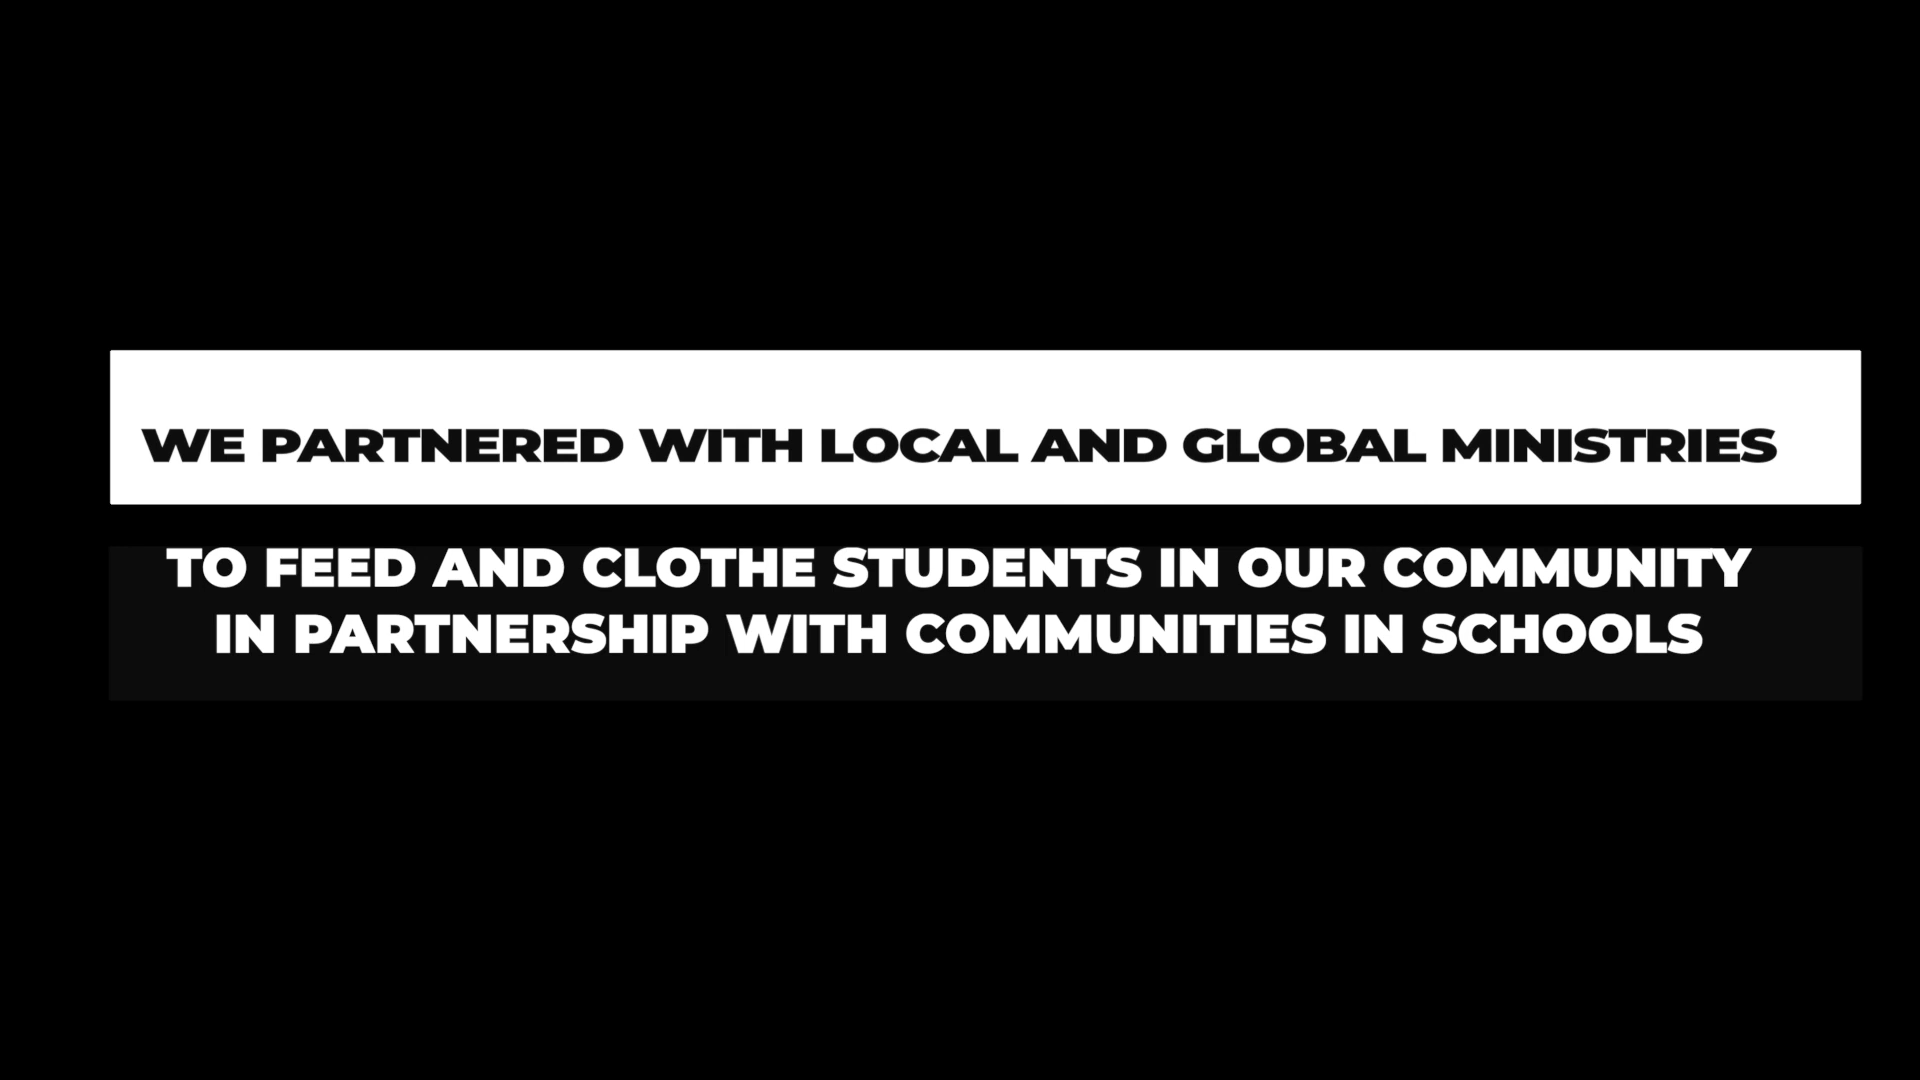 WE PARTNERED WITH LOCAL AND GLOBAL MINISTRIES
TO FEED AND CLOTHE STUDENTS IN OUR COMMUNITY
IN PARTNERSHIP WITH COMMUNITIES IN SCHOOLS